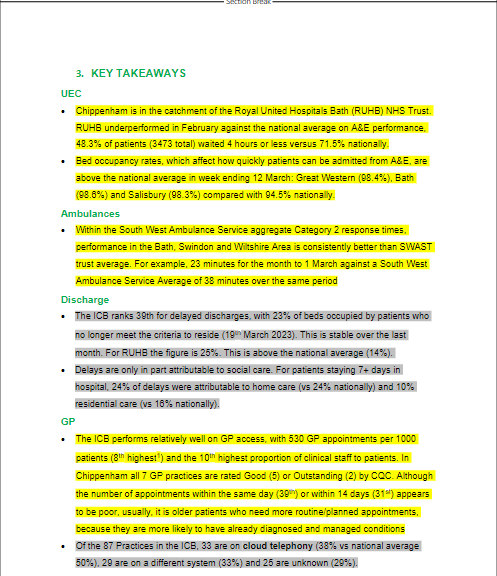 Section Break
3. KEY TAKEAWAYS
UEC
• Chippenham is in the catchment of the Royal United Hospitals Bath (RUHB) NHS Trust.
RUHB underperformed in February against the national average on A&E performance,
48.3% of patients (3473 total) waited 4 hours or less versus 71.5% nationally.
• Bed occupancy rates, which affect how quickly patients can be admitted from A&E, are
above the national average in week ending 12 March: Great Western (98.4%), Bath
(98.6%) and Salisbury (98.3%) compared with 94.5% nationally.
Ambulances
• Within the South West Ambulance Service aggregate Category 2 response times,
performance in the Bath, Swindon and Wiltshire Area is consistently better than SWAST
trust average. For example, 23 minutes for the month to 1 March against a South West
Ambulance Service Average of 38 minutes over the same period
Discharge
• The ICB ranks 39th for delayed discharges, with 23% of beds occupied by patients who
no longer meet the criteria to reside (19th March 2023). This is stable over the last
month. For RUHB the figure is 25%. This is above the national average (14%).
• Delays are only in part attributable to social care. For patients staying 7+ days in
hospital, 24% of delays were attributable to home care (vs 24% nationally) and 10%
residential care (vs 16% nationally).
GP
• The ICB performs relatively well on GP access, with 530 GP appointments per 1000
patients (8th highest1) and the 10th highest proportion of clinical staff to patients. In
Chippenham all 7 GP practices are rated Good (5) or Outstanding (2) by CQC. Although
the number of appointments within the same day (39th) or within 14 days (31st) appears
to be poor, usually, it is older patients who need more routine/planned appointments,
because they are more likely to have already diagnosed and managed conditions
• Of the 87 Practices in the ICB, 33 are on cloud telephony (38% vs national average
50%), 29 are on a different system (33%) and 25 are unknown (29%).